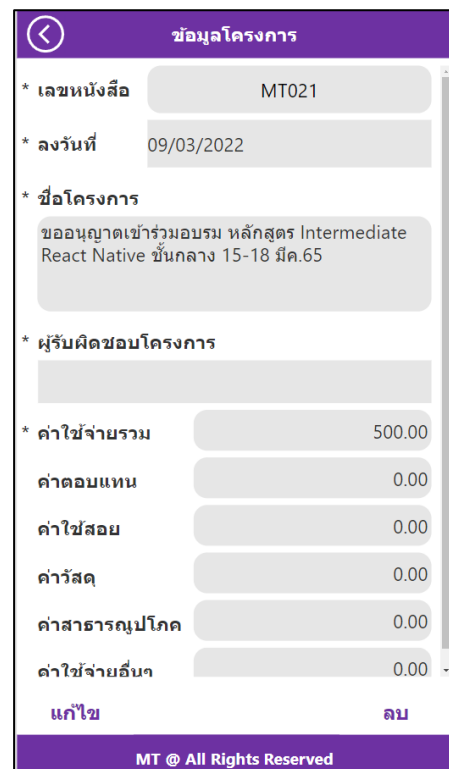 ข้อมูลโครงการ
* เลขหนังสือ MT021
* ลงวันที่ 09/03/2022
* ชื่อโครงการ
ขออนุญาตเข้าร่วมอบรม หลักสูตร Intermediate
React Native ชั้นกลาง 15-18 มีค.65
* ผู้รับผิดชอบโครงการ
* ค่าใช้จ่ายรวม 500.00
ค่าตอบแทน 0.00
ค่าใช้สอย 0.00
ค่าวัสดุ 0.00
ค่าสาธารณูปโภค 0.00
ค่าใช้จ่ายอื่นๆ 0.00
แก้ไข ลบ
MT @ All Rights Reserved